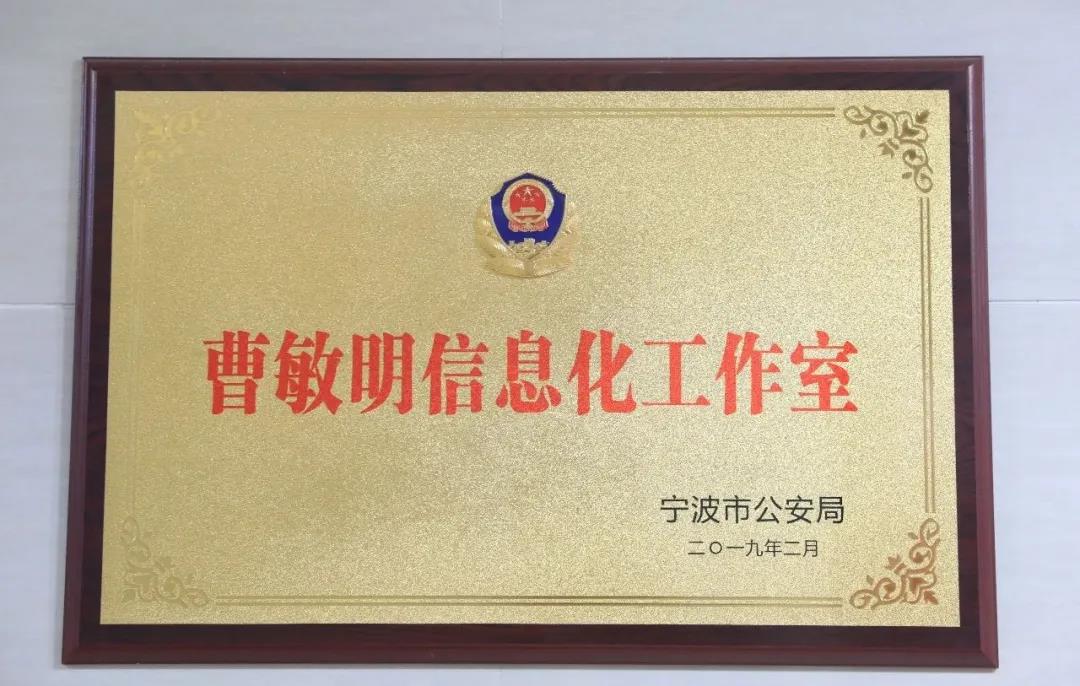 曹敏明信息化工作室
宁波市公安局
二〇一九年二月